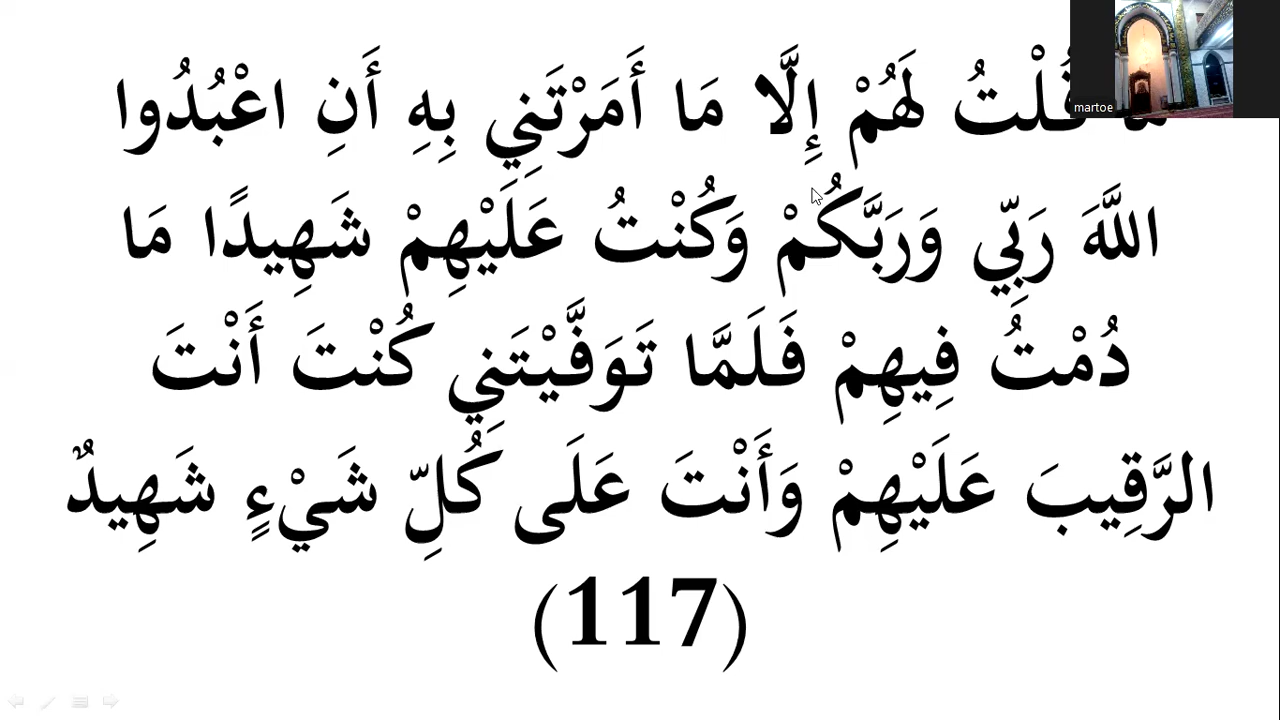 مَا قُلْتُ لَهُمْ إِلَّا مَا أَمَرْتَنِي بِهِ أَنِ اعْبُدُوا
اللَّهَ رَبِّي وَرَبَّكُمْ وَكُنْتُ عَلَيْهِمْ شَهِيدًا مَا
دُمْتُ فِيهِمْ فَلَمَّا تَوَفَّيْتَنِي كُنْتَ أَنْتَ
الرَّقِيبَ عَلَيْهِمْ وَأَنْتَ عَلَى كُلِّ شَيْءٍ شَهِيدٌ
(117)
martoe